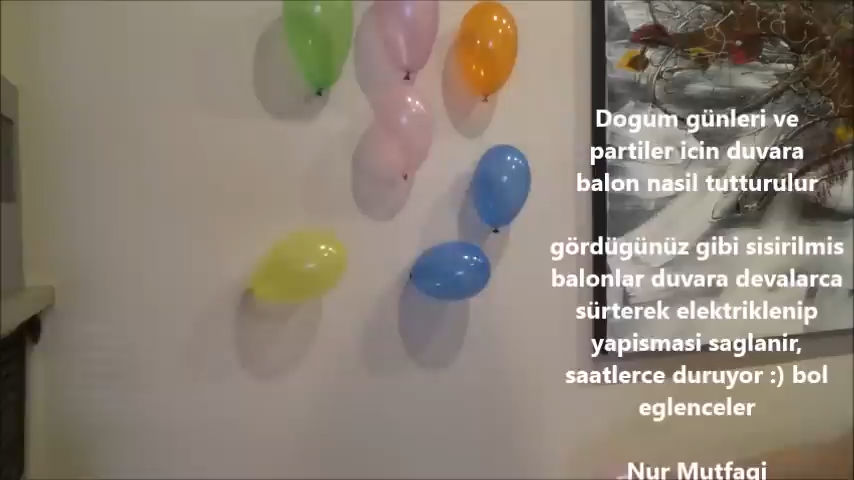 Dogum günleri ve
partiler icin duvara
balon nasil tutturulur
gördügünüz gibi sisirilmis
balonlar duvara devalarca
sürterek elektriklenip
yapismasi saglanir,
saatlerce duruyor :) bol
eglenceler
Nur Mutfagi